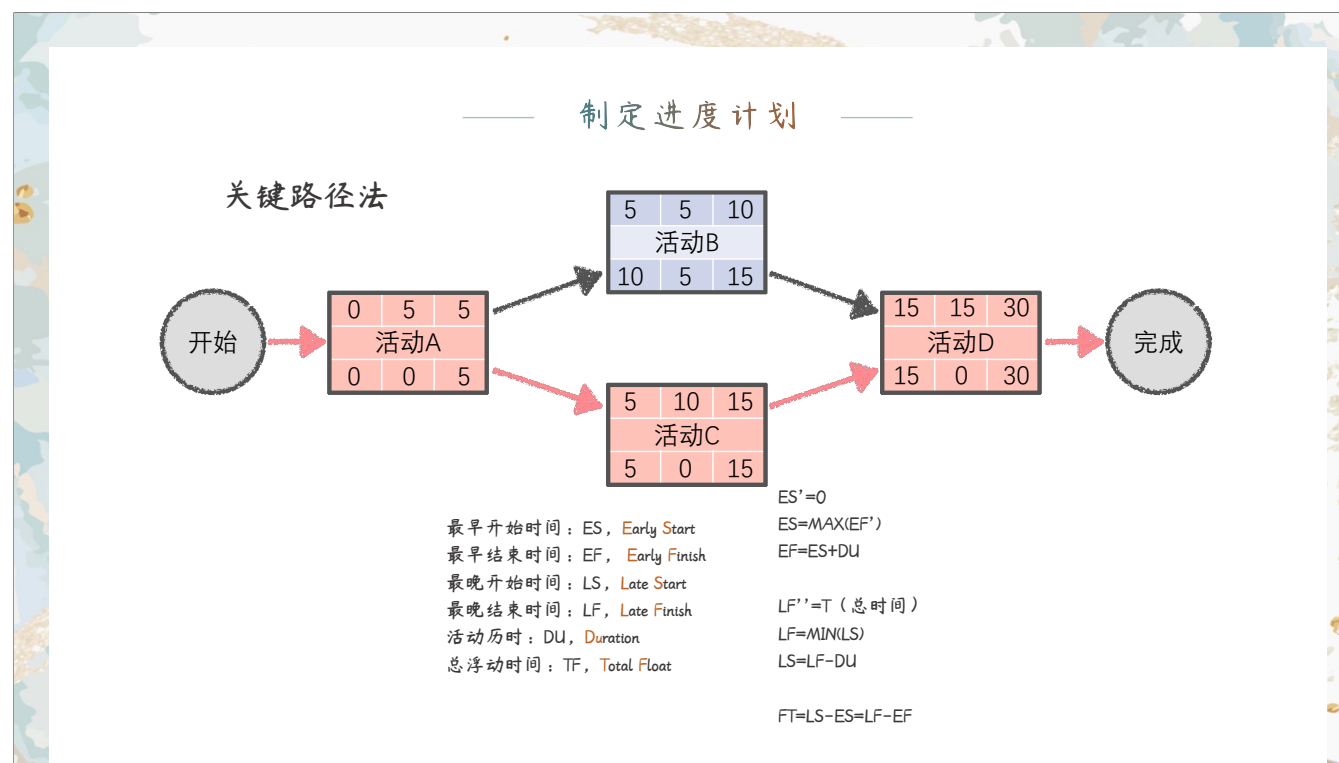 制定进度计划
关键路径法
5 5 10
活动B
10 5 15
开始
0 5 5
活动A
0 0 5
15 15 30
活动D
15 0 30
完成
5 10 15
活动C
5 0 15
最早开始时间：ES，Early Start
最早结束时间：EF， Early Finish
最晚开始时间：LS，Late Start
最晚结束时间：LF，Late Finish
活动历时：DU，Duration
总浮动时间：TF，Total Float
ES’=0
ES=MAX(EF’)
EF=ES+DU
LF’’=T（总时间）
LF=MIN(LS)
LS=LF-DU
FT=LS-ES=LF-EF